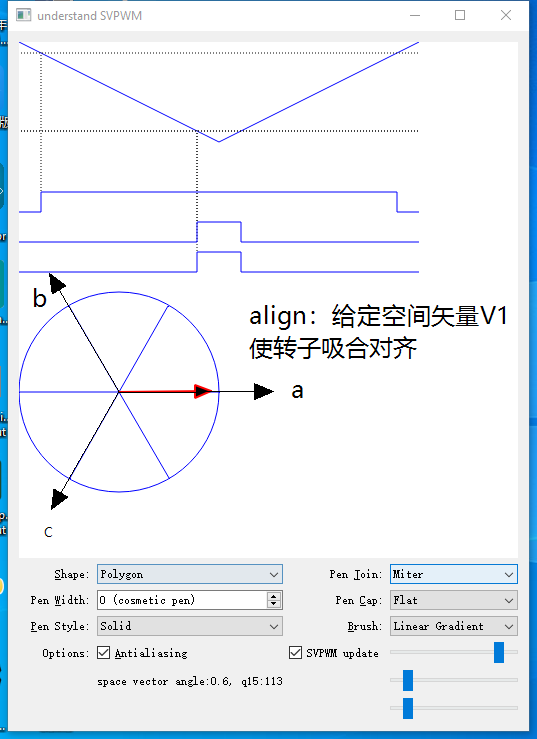 understand SVPWM
b
align：给定空间矢量V1
使转子吸合对齐
a
c
Shape: Polygon
Pen Join: Miter
Pen Width: 0 (cosmetic pen)
Pen Cap: Flat
Pen Style: Solid
Brush: Linear Gradient
Options: Antialiasing
SVPWM update
space vector angle:0.6, q15:113